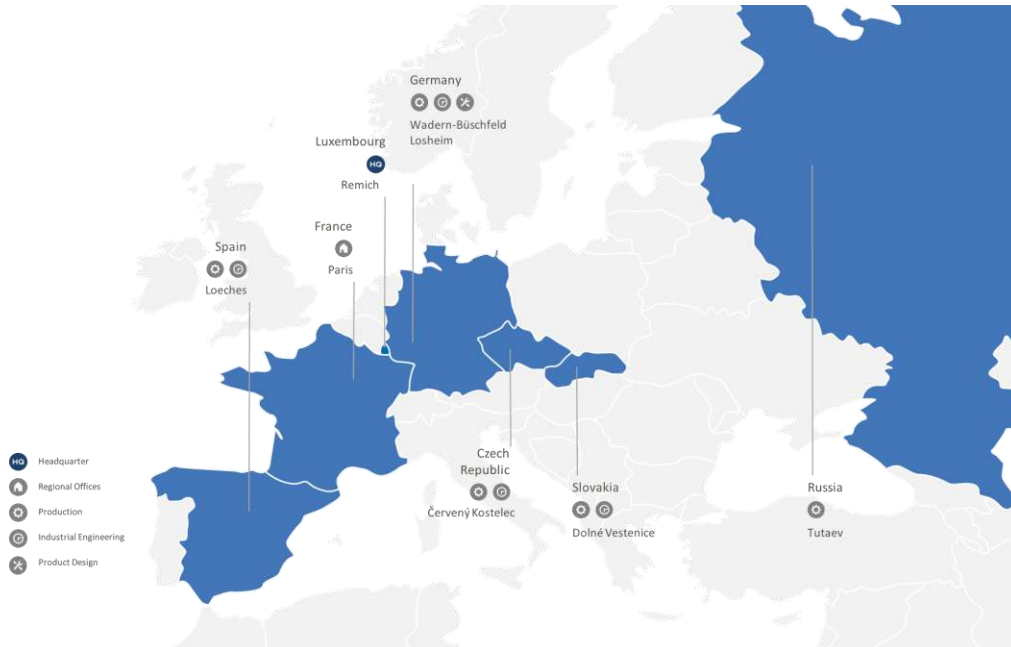 Germany
Wadern-Büschfeld
Losheim
Luxembourg
HQ
Remich
France
Paris
Spain
Loeches
Czech
Republic
Červený Kostelec
Slovakia
Dolné Vestenice
Russia
Tutaev
HQ Headquarter
Regional Offices
Production
Industrial Engineering
Product Design